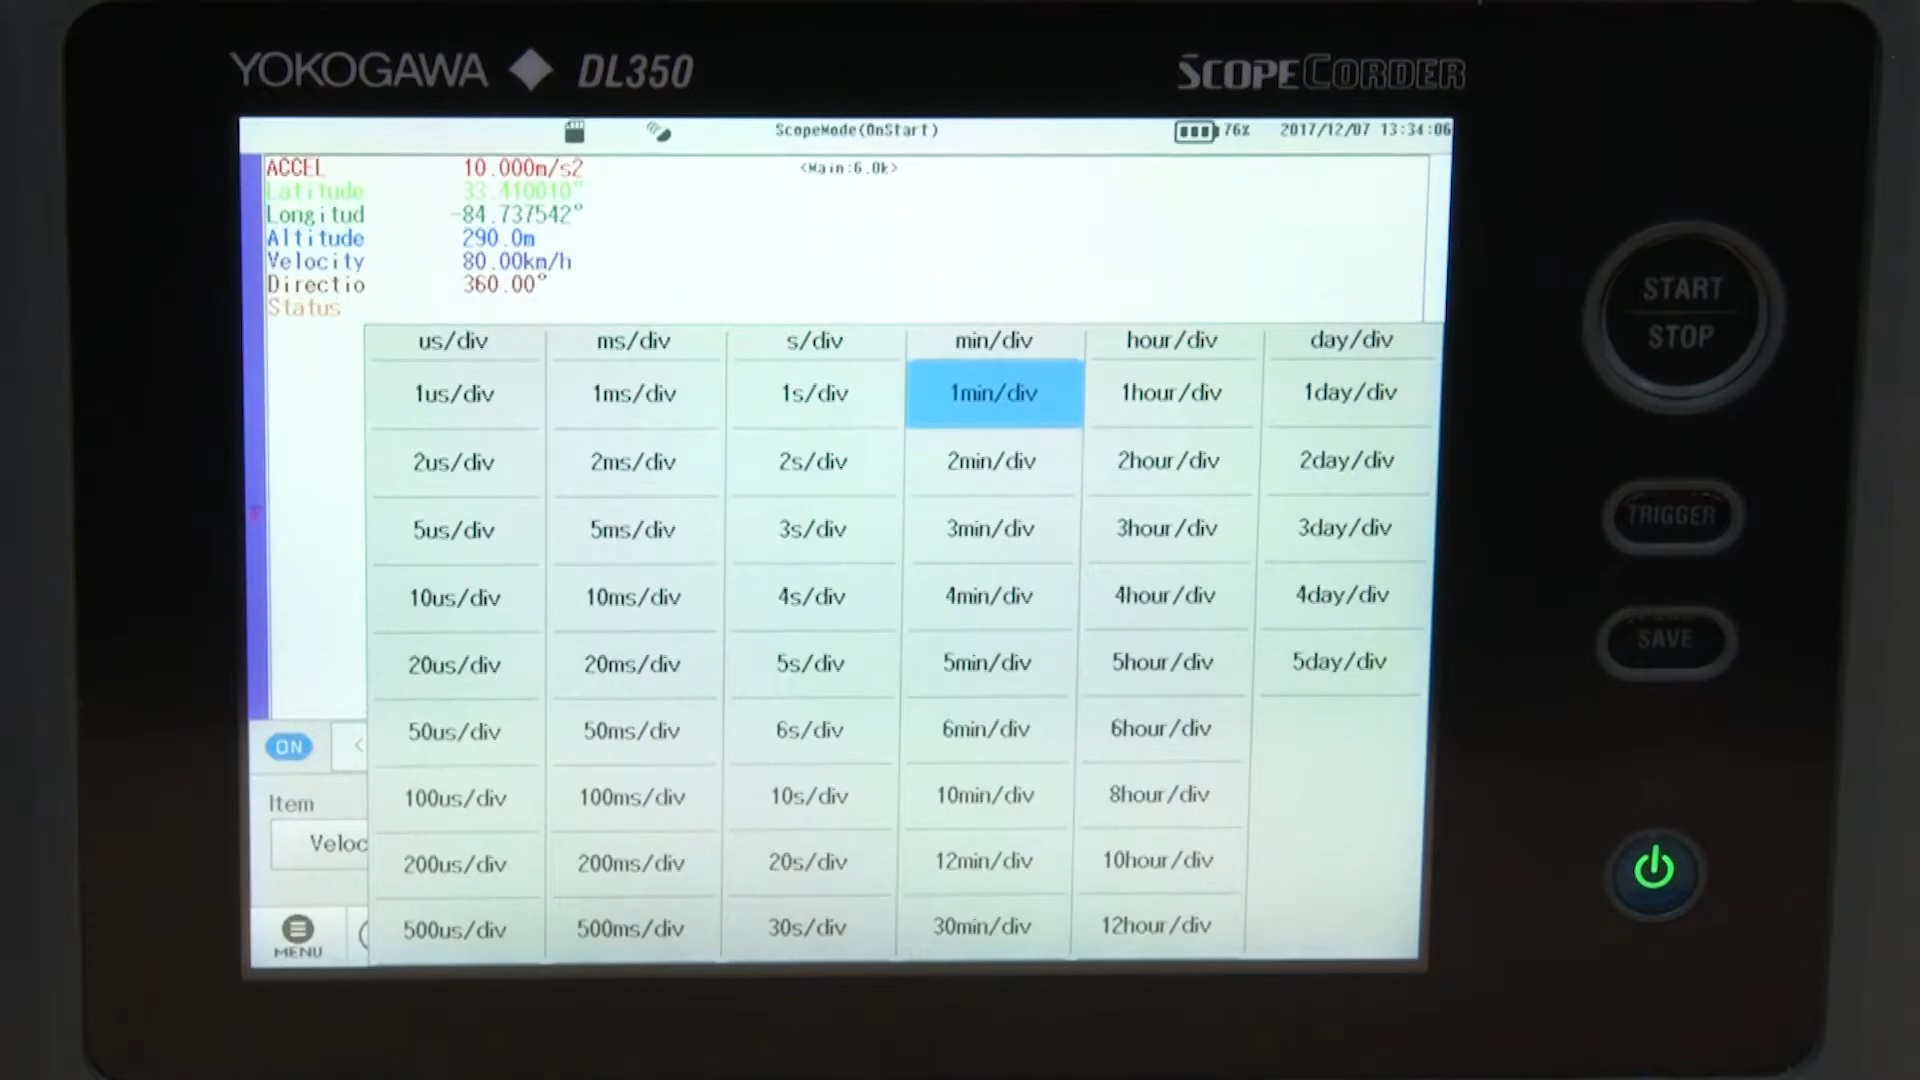 YOKOGAWA DL350
SCOPECORDER
ScopeMode(OnStart) 76% 2017/12/07 13:34:06
ACCEL 10.000m/s2 <Main:6.0k>
Latitude 33.410010°
Longitud -84.737542°
Altitude 290.0m
Velocity 80.00km/h
Directio 360.00°
Status
us/div ms/div s/div min/div hour/div day/div
1us/div 1ms/div 1s/div 1min/div 1hour/div 1day/div
2us/div 2ms/div 2s/div 2min/div 2hour/div 2day/div
5us/div 5ms/div 3s/div 3min/div 3hour/div 3day/div
10us/div 10ms/div 4s/div 4min/div 4hour/div 4day/div
20us/div 20ms/div 5s/div 5min/div 5hour/div 5day/div
50us/div 50ms/div 6s/div 6min/div 6hour/div
100us/div 100ms/div 10s/div 10min/div 8hour/div
200us/div 200ms/div 20s/div 12min/div 10hour/div
500us/div 500ms/div 30s/div 30min/div 12hour/div
ON <
Item
Veloc
MENU
START
STOP
TRIGGER
SAVE